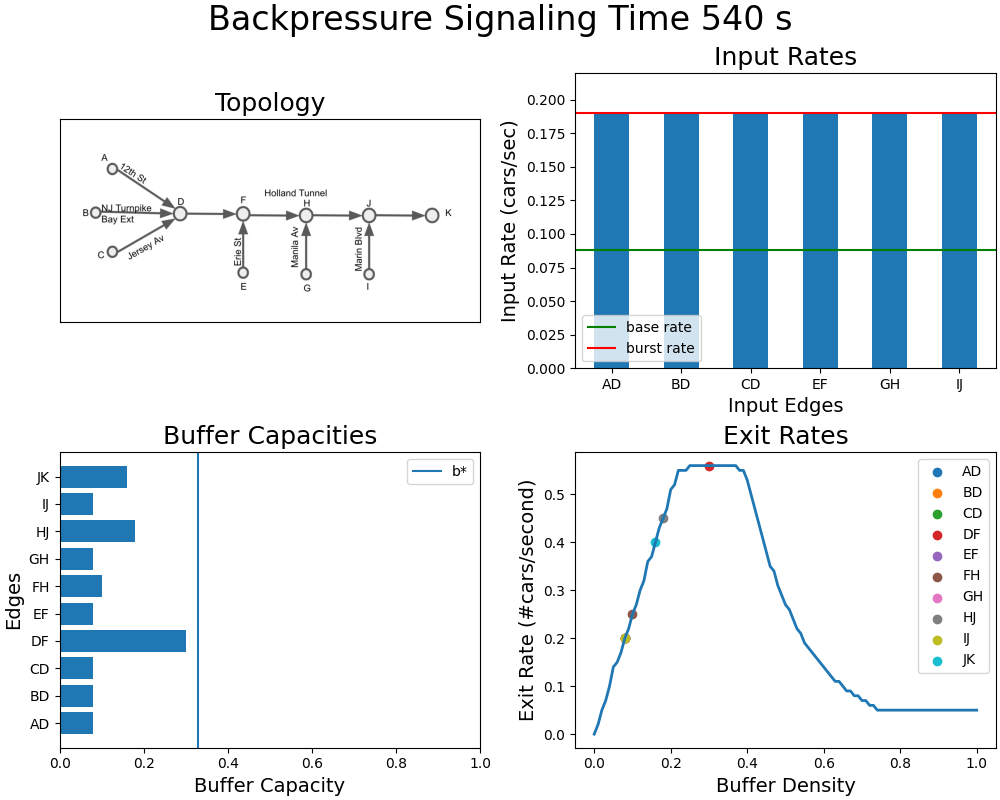 Backpressure Signaling Time 540 s
Topology
A
12th St
B
NJ Turnpike
Bay Ext
C
Jersey Av
D
F
Holland Tunnel
H
J
K
Erie St
Manila Av
Marin Blvd
E
G
I
Input Rates
Input Rate (cars/sec)
0.200
0.175
0.150
0.125
0.100
0.075
0.050
0.025
0.000
base rate
burst rate
AD BD CD EF GH IJ
Input Edges
Buffer Capacities
Edges
JK
IJ
HJ
GH
FH
EF
DF
CD
BD
AD
b*
0.0 0.2 0.4 0.6 0.8 1.0
Buffer Capacity
Exit Rates
Exit Rate (#cars/second)
0.5
0.4
0.3
0.2
0.1
0.0
AD
BD
CD
DF
EF
FH
GH
HJ
IJ
JK
0.0 0.2 0.4 0.6 0.8 1.0
Buffer Density